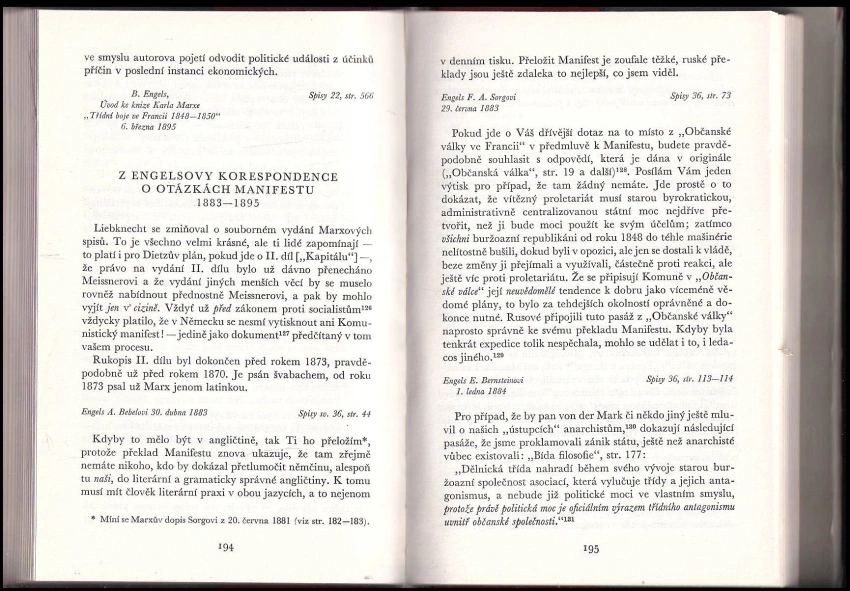 ve smyslu autorova pojetí odvodit politické události z účinků
příčin v poslední instanci ekonomických.
B. Engels,
Úvod ke knize Karla Marxe
„Třídní boje ve Francii 1848—1850"
6. března 1895
Spisy 22, str. 566
Z ENGELSOVY KORESPONDENCE
O OTÁZKÁCH MANIFESTU
1883—1895
Liebknecht se zmiňoval o souborném vydání Marxových
spisů. To je všechno velmi krásné, ale ti lidé zapomínají —
to platí i pro Dietzův plán, pokud jde o II. díl [„Kapitálu"] —,
že právo na vydání II. dílu bylo už dávno přenecháno
Meissnerovi a že vydání jiných menších věcí by se muselo
rovněž nabídnout přednostně Meissnerovi, a pak by mohlo
vyjít jen v cizině. Vždyť už před zákonem proti socialistům¹²⁶
vždycky platilo, že v Německu se nesmí vytisknout ani Komu-
nistický manifest! — jedině jako dokument¹²⁷ předčítaný v tom
vašem procesu.
Rukopis II. dílu byl dokončen před rokem 1873, pravdě-
podobně už před rokem 1870. Je psán švabachem, od roku
1873 psal už Marx jenom latinkou.
Engels A. Bebelovi 30. dubna 1883
Spisy sv. 36, str. 44
Kdyby to mělo být v angličtině, tak Ti ho přeložím*,
protože překlad Manifestu znova ukazuje, že tam zřejmě
nemáte nikoho, kdo by dokázal přetlumočit němčinu, alespoň
tu naši, do literární a gramaticky správné angličtiny. K tomu
musí mít člověk literární praxi v obou jazycích, a to nejenom
* Míní se Marxův dopis Sorgovi z 20. června 1881 (viz str. 182—183).
194
v denním tisku. Přeložit Manifest je zoufale těžké, ruské pře-
klady jsou ještě zdaleka to nejlepší, co jsem viděl.
Engels F. A. Sorgovi
29. června 1883
Spisy 36, str. 73
Pokud jde o Váš dřívější dotaz na to místo z „Občanské
války ve Francii" v předmluvě k Manifestu, budete pravdě-
podobně souhlasit s odpovědí, která je dána v originále
(„Občanská válka", str. 19 a další)¹²⁸. Posílám Vám jeden
výtisk pro případ, že tam žádný nemáte. Jde prostě o to
dokázat, že vítězný proletariát musí starou byrokratickou,
administrativně centralizovanou státní moc nejdříve pře-
tvořit, než ji bude moci použít ke svým účelům; zatímco
všichni buržoazní republikáni od roku 1848 do téhle mašinérie
nelítostně bušili, dokud byli v opozici, ale jen se dostali k vládě,
beze změny ji přejímali a využívali, částečně proti reakci, ale
ještě víc proti proletariátu. Že se připisují Komuně v „Občan-
ské válce" její neuvědomělé tendence k dobru jako víceméně vě-
domé plány, to bylo za tehdejších okolností oprávněné a do-
konce nutné. Rusové připojili tuto pasáž z „Občanské války"
naprosto správně ke svému překladu Manifestu. Kdyby byla
tenkrát expedice tolik nespěchala, mohlo se udělat i to, i leda-
cos jiného.¹²⁹
Engels E. Bernsteinovi
1. ledna 1884
Spisy 36, str. 113—114
Pro případ, že by pan von der Mark či někdo jiný ještě mlu-
vil o našich „ústupcích" anarchistům,¹³⁰ dokazují následující
pasáže, že jsme proklamovali zánik státu, ještě než anarchisté
vůbec existovali: „Bída filosofie", str. 177:
„Dělnická třída nahradí během svého vývoje starou bur-
žoazní společnost asociací, která vylučuje třídy a jejich anta-
gonismus, a nebude již politické moci ve vlastním smyslu,
protože právě politická moc je oficiálním výrazem třídního antagonismu
uvnitř občanské společnosti."¹³¹
195